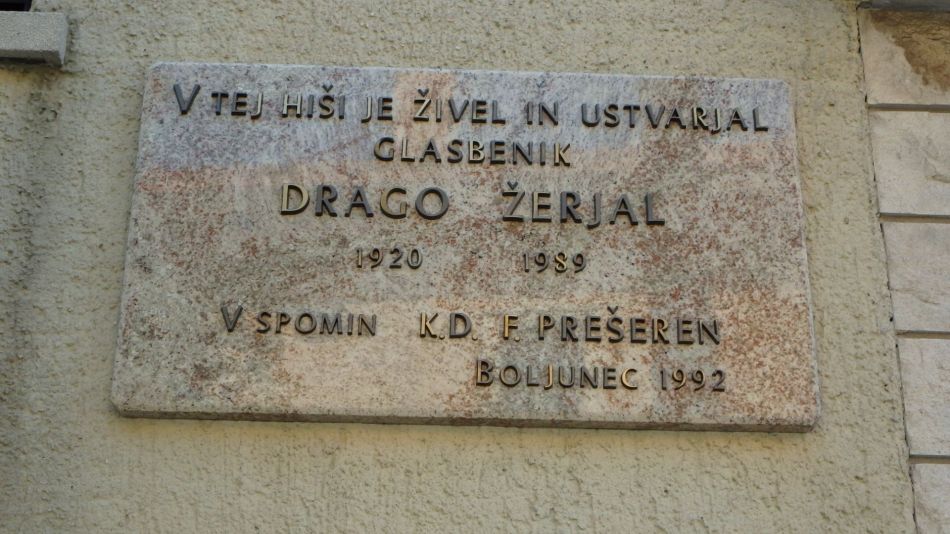 V TEJ HIŠI JE ŽIVEL IN USTVARJAL
GLASBENIK
DRAGO ŽERJAL
1920 1989
V SPOMIN K.D. F. PREŠEREN
BOLJUNEC 1992